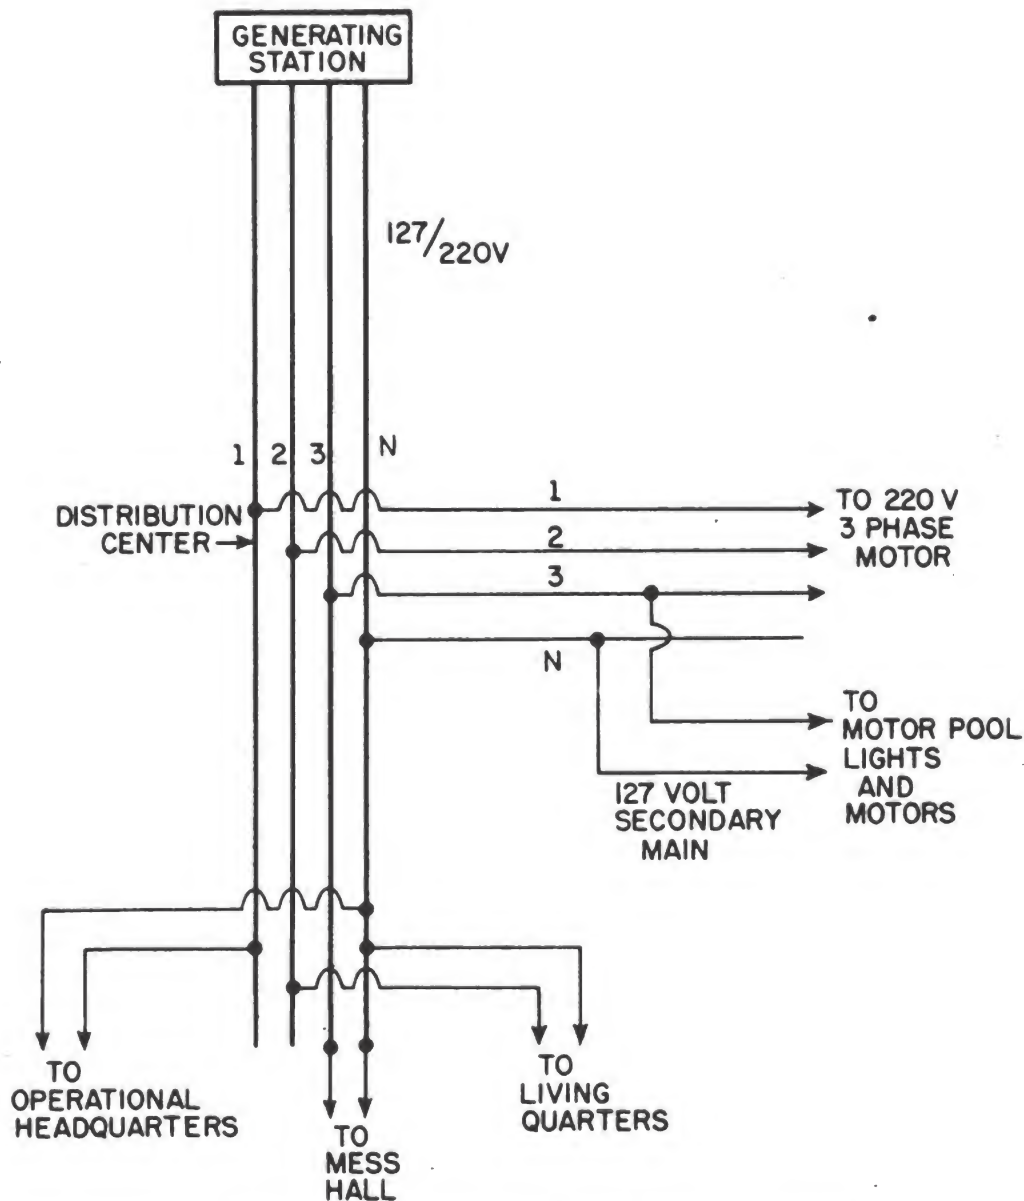 GENERATING
STATION
127/220V
1 2 3 N
DISTRIBUTION
CENTER
1
2
3
N
TO 220 V
3 PHASE
MOTOR
TO
MOTOR POOL
LIGHTS
AND
MOTORS
127 VOLT
SECONDARY
MAIN
TO
OPERATIONAL
HEADQUARTERS
TO
MESS
HALL
TO
LIVING
QUARTERS